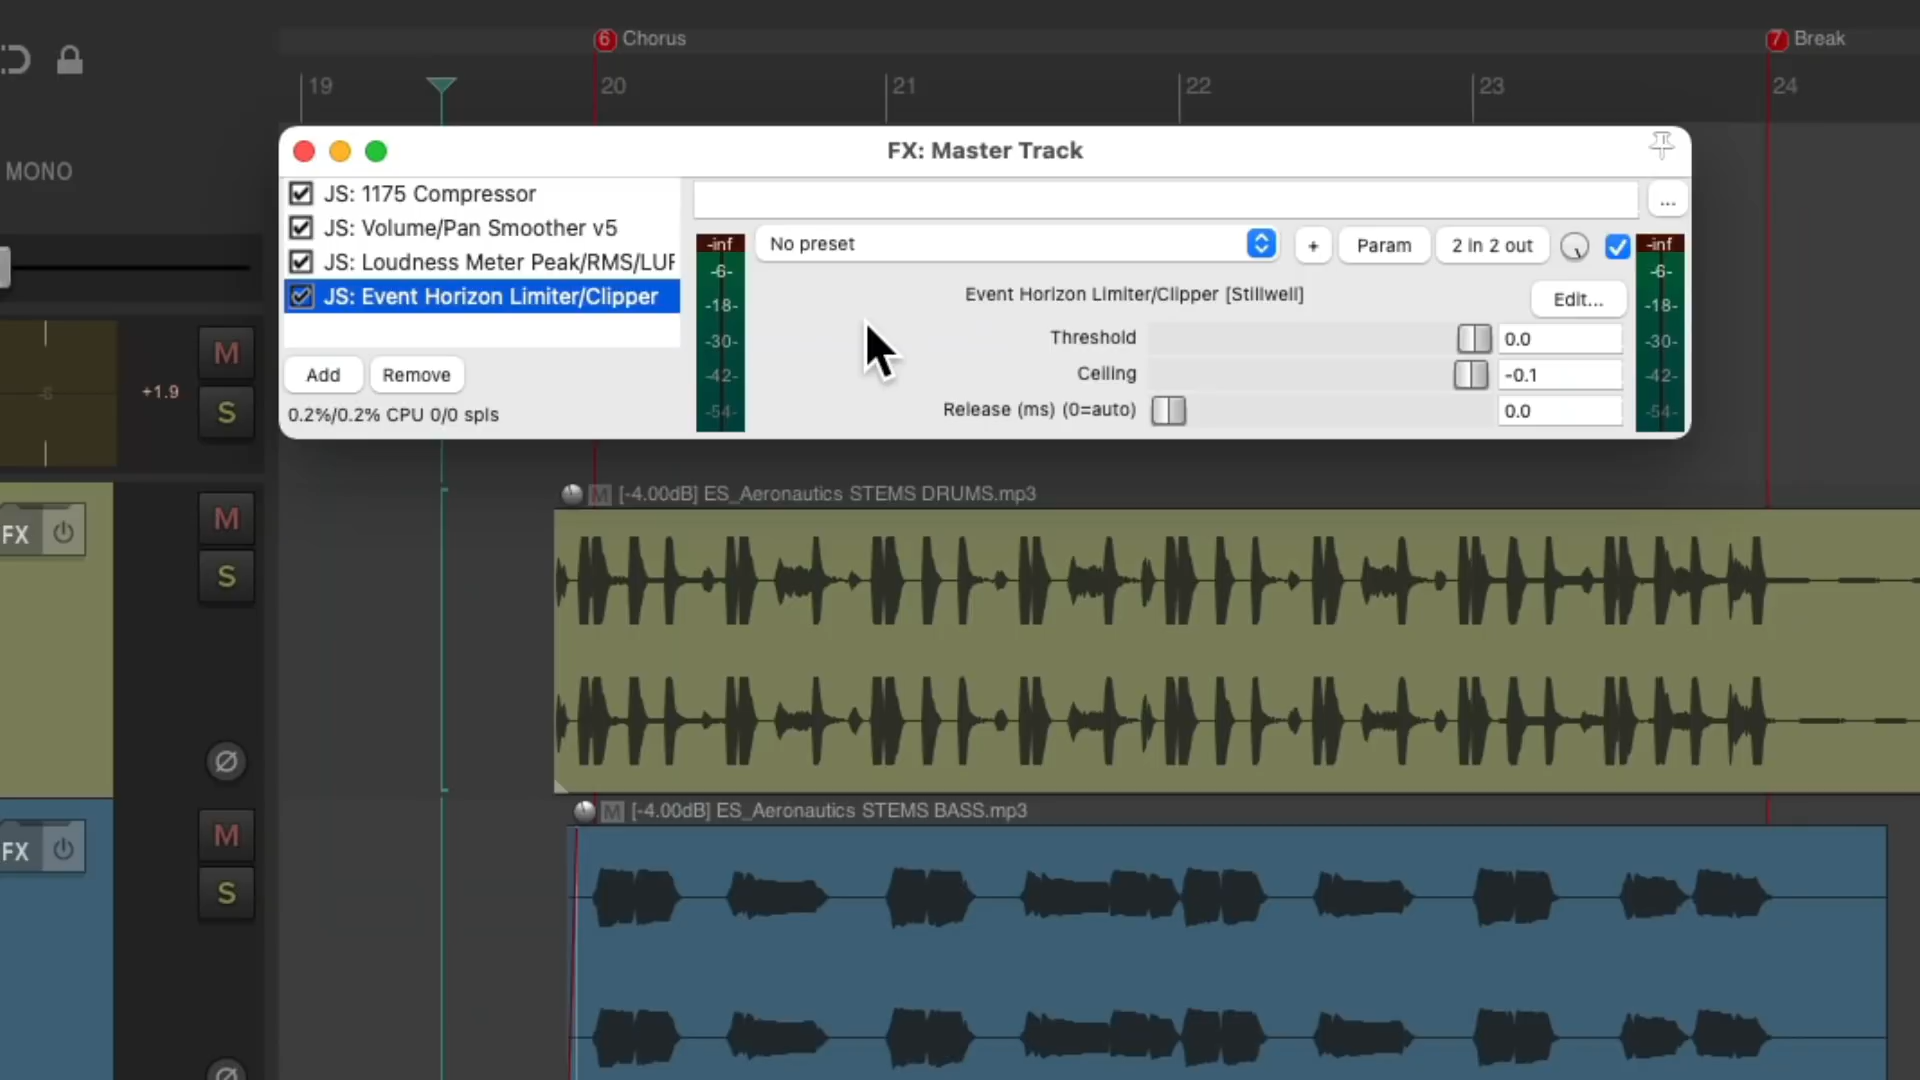 6 Chorus
7 Break
19
20
21
22
23
24
MONO
FX: Master Track
JS: 1175 Compressor
JS: Volume/Pan Smoother v5
JS: Loudness Meter Peak/RMS/LUF
JS: Event Horizon Limiter/Clipper
Add
Remove
0.2%/0.2% CPU 0/0 spls
...
-inf
-6-
-18-
-30-
-42-
-54-
No preset
+
Param
2 in 2 out
Event Horizon Limiter/Clipper [Stillwell]
Edit...
Threshold
0.0
Ceiling
-0.1
Release (ms) (0=auto)
0.0
-inf
-6-
-18-
-30-
-42-
-54-
-6
+1.9
M
S
M [-4.00dB] ES_Aeronautics STEMS DRUMS.mp3
FX
M
S
Ø
M [-4.00dB] ES_Aeronautics STEMS BASS.mp3
FX
M
S
Ø